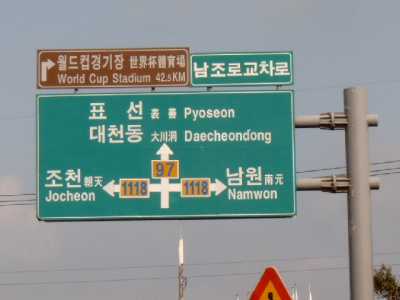 월드컵경기장 世界杯體育場
World Cup Stadium 42.5KM
남조로교차로
표 선 表善 Pyoseon
대천동 大川洞 Daecheondong
97
조천 朝天
Jocheon
1118
1118
남원 南元
Namwon